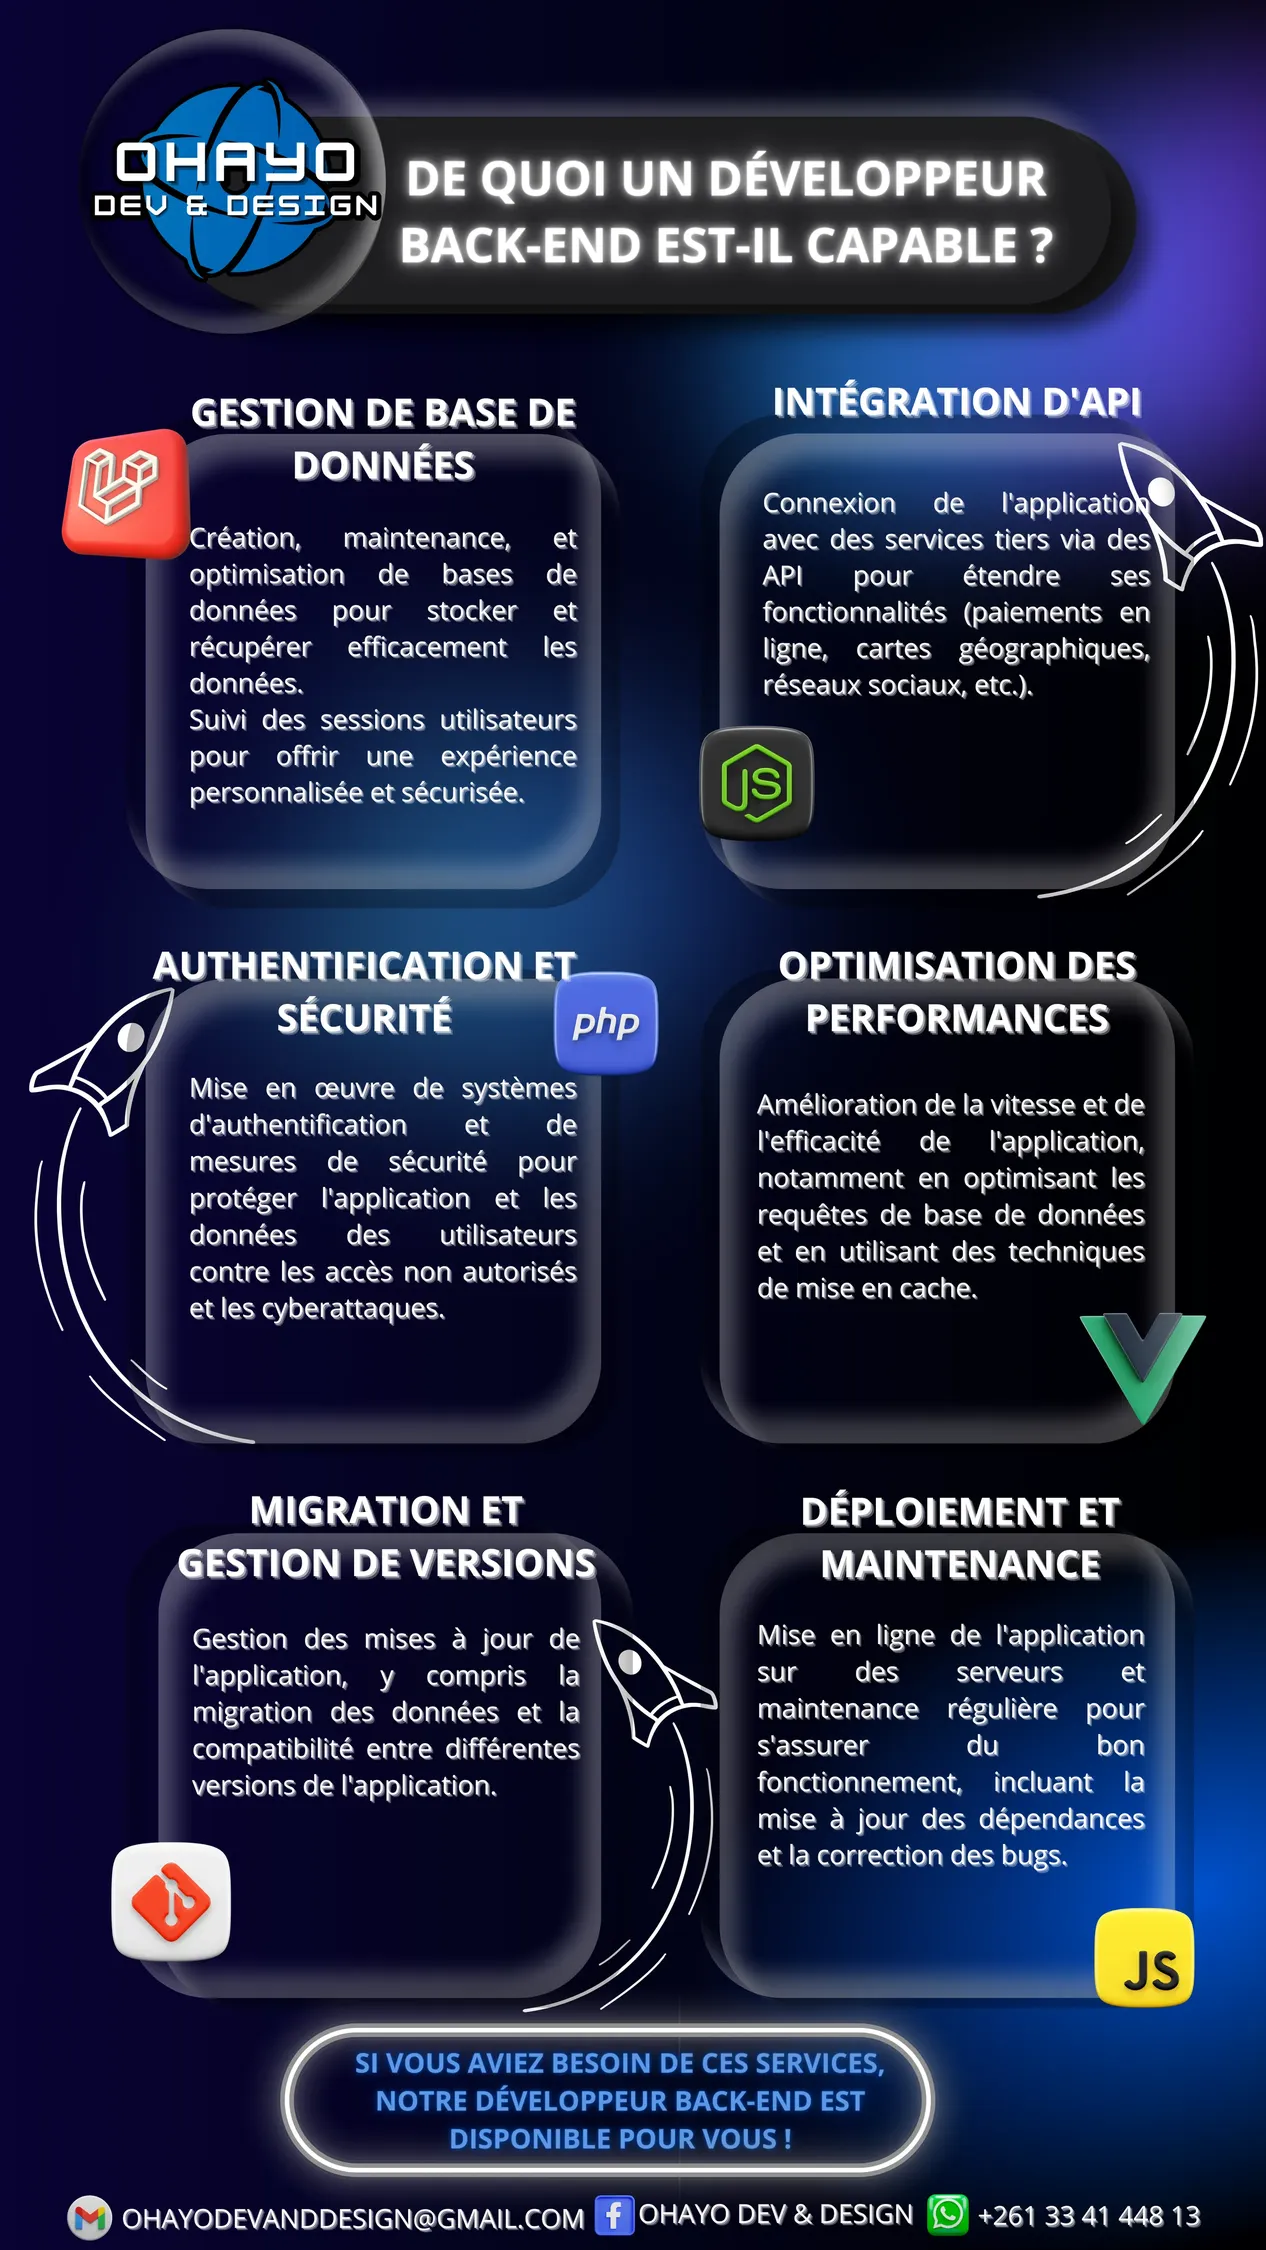 OHAYO
DEV & DESIGN
DE QUOI UN DÉVELOPPEUR
BACK-END EST-IL CAPABLE ?
GESTION DE BASE DE
DONNÉES
Création, maintenance, et
optimisation de bases de
données pour stocker et
récupérer efficacement les
données.
Suivi des sessions utilisateurs
pour offrir une expérience
personnalisée et sécurisée.
INTÉGRATION D'API
Connexion de l'application
avec des services tiers via des
API pour étendre ses
fonctionnalités (paiements en
ligne, cartes géographiques,
réseaux sociaux, etc.).
JS
AUTHENTIFICATION ET
SÉCURITÉ
php
Mise en œuvre de systèmes
d'authentification et de
mesures de sécurité pour
protéger l'application et les
données des utilisateurs
contre les accès non autorisés
et les cyberattaques.
OPTIMISATION DES
PERFORMANCES
Amélioration de la vitesse et de
l'efficacité de l'application,
notamment en optimisant les
requêtes de base de données
et en utilisant des techniques
de mise en cache.
MIGRATION ET
GESTION DE VERSIONS
Gestion des mises à jour de
l'application, y compris la
migration des données et la
compatibilité entre différentes
versions de l'application.
DÉPLOIEMENT ET
MAINTENANCE
Mise en ligne de l'application
sur des serveurs et
maintenance régulière pour
s'assurer du bon
fonctionnement, incluant la
mise à jour des dépendances
et la correction des bugs.
JS
SI VOUS AVIEZ BESOIN DE CES SERVICES,
NOTRE DÉVELOPPEUR BACK-END EST
DISPONIBLE POUR VOUS !
OHAYODEVANDDESIGN@GMAIL.COM
OHAYO DEV & DESIGN
+261 33 41 448 13